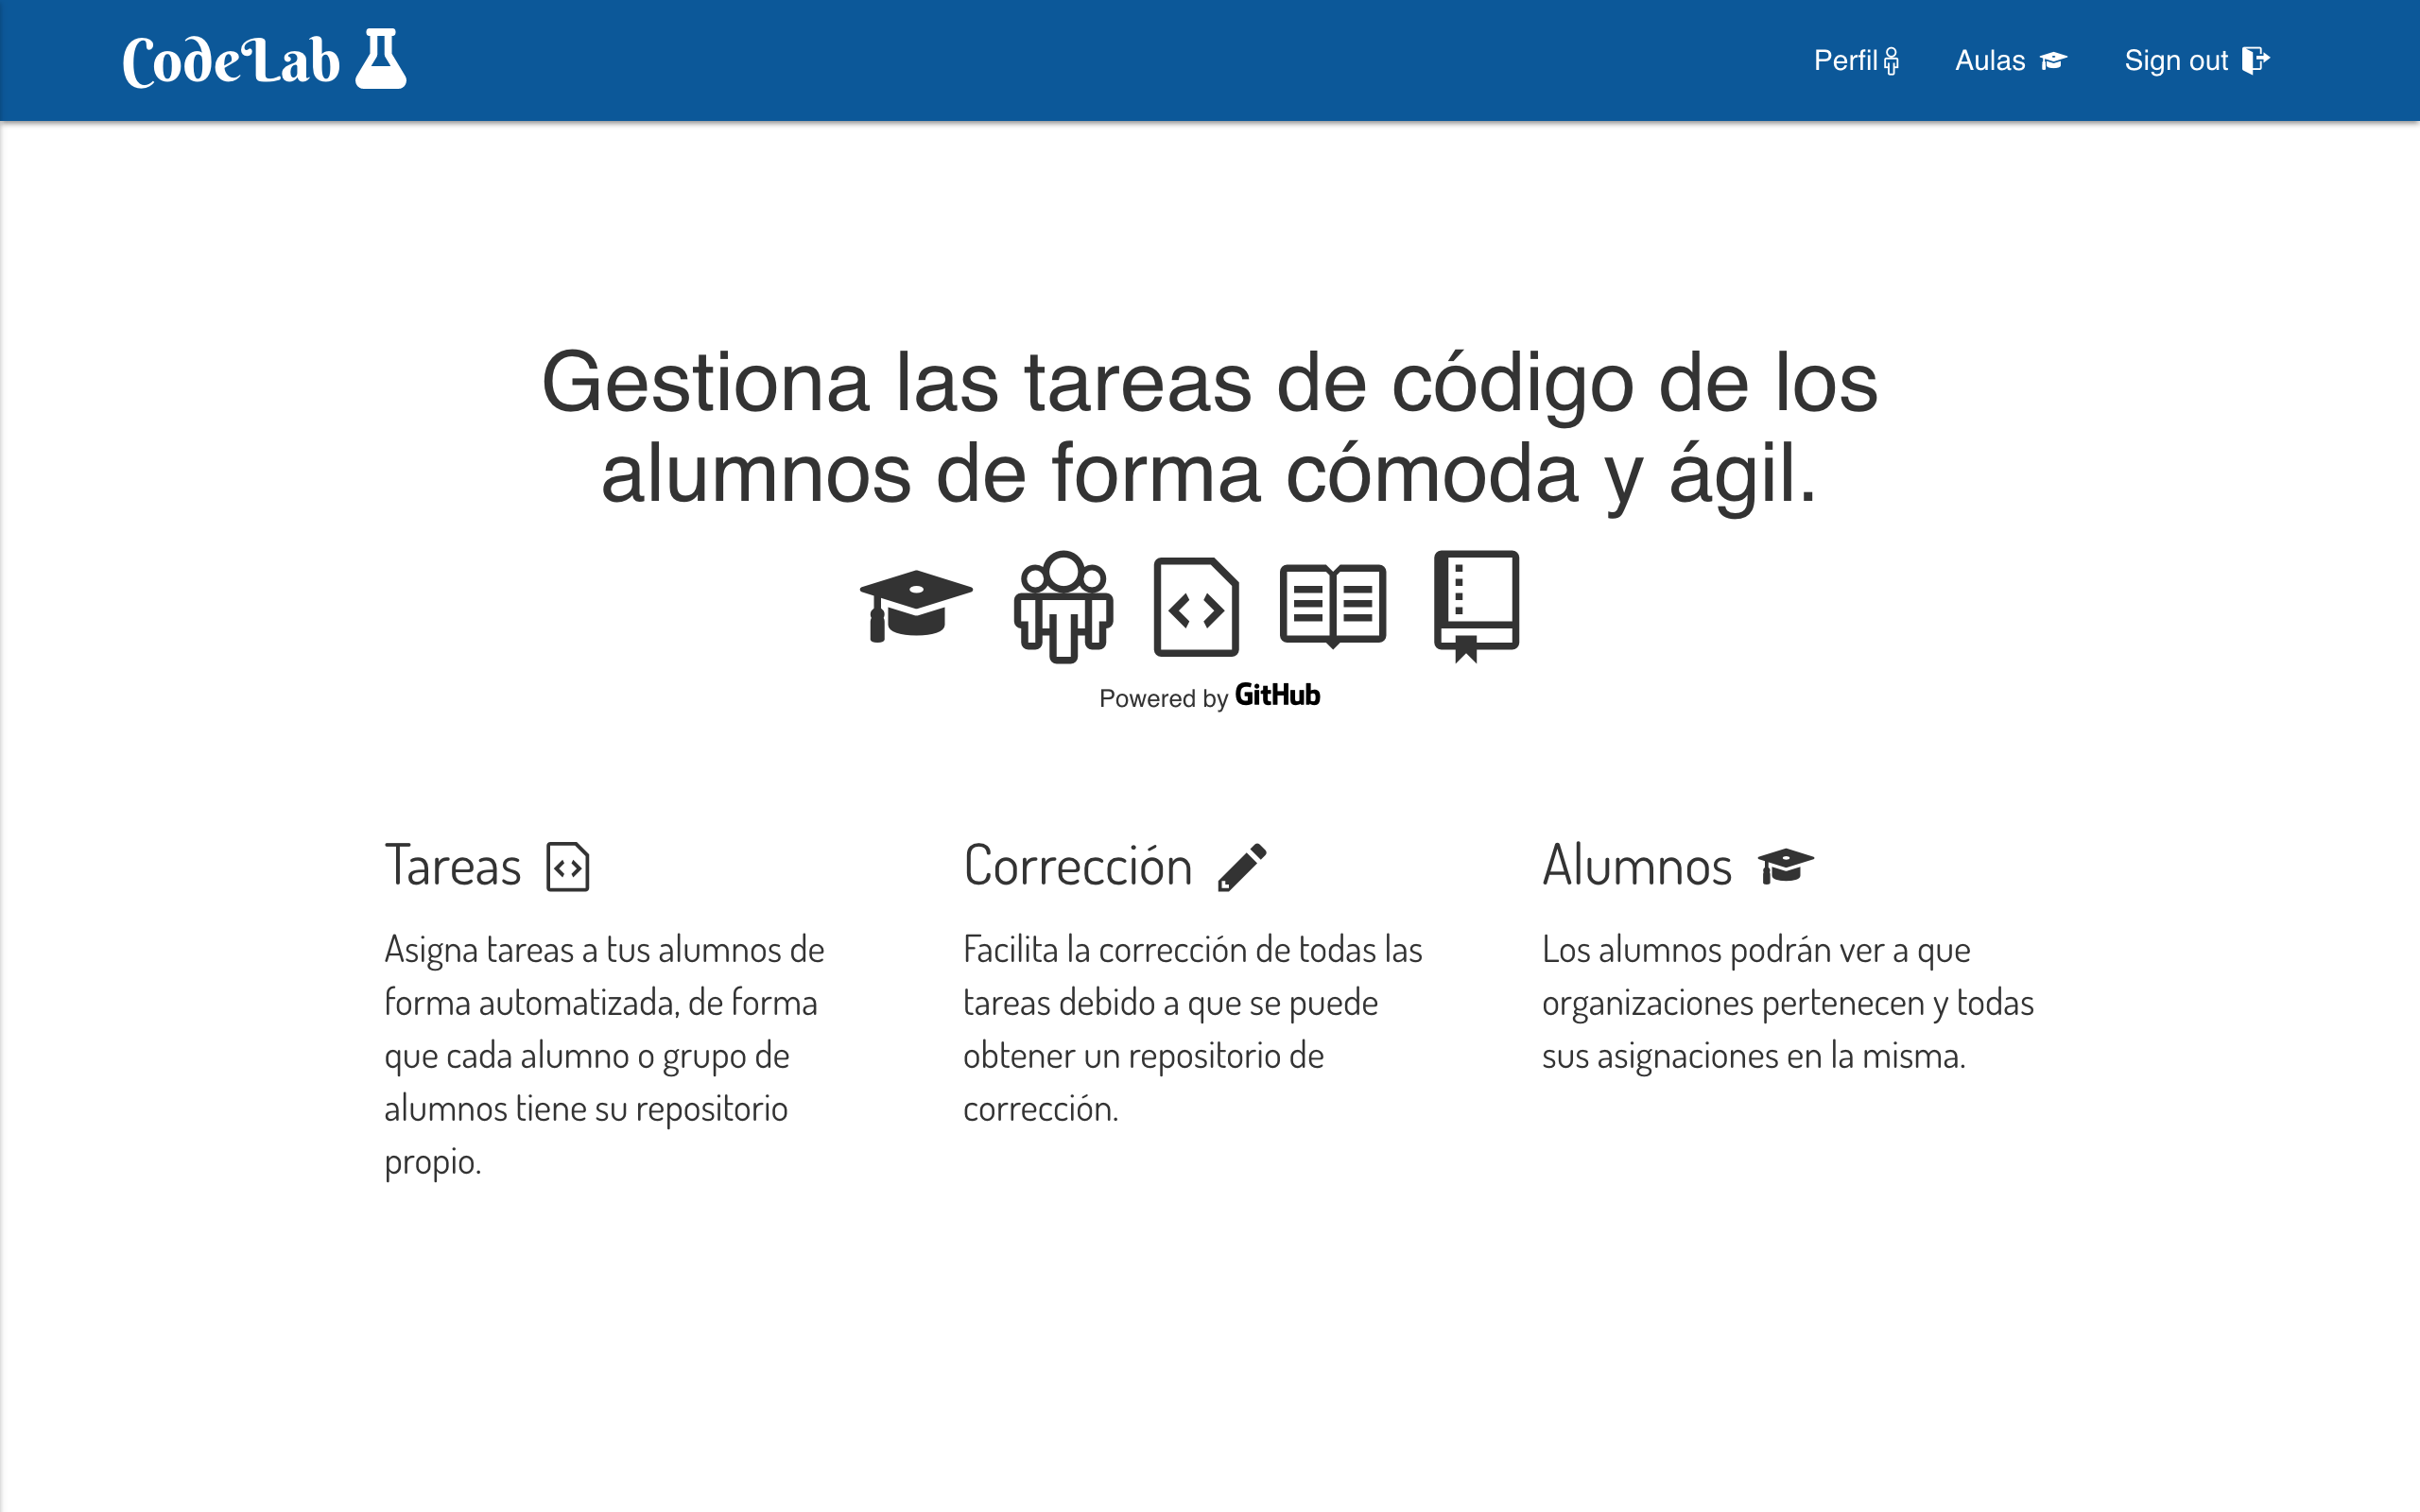 CodeLab
Perfil
Aulas
Sign out
Gestiona las tareas de código de los
alumnos de forma cómoda y ágil.
Powered by GitHub
Tareas
Asigna tareas a tus alumnos de
forma automatizada, de forma
que cada alumno o grupo de
alumnos tiene su repositorio
propio.
Corrección
Facilita la corrección de todas las
tareas debido a que se puede
obtener un repositorio de
corrección.
Alumnos
Los alumnos podrán ver a que
organizaciones pertenecen y todas
sus asignaciones en la misma.